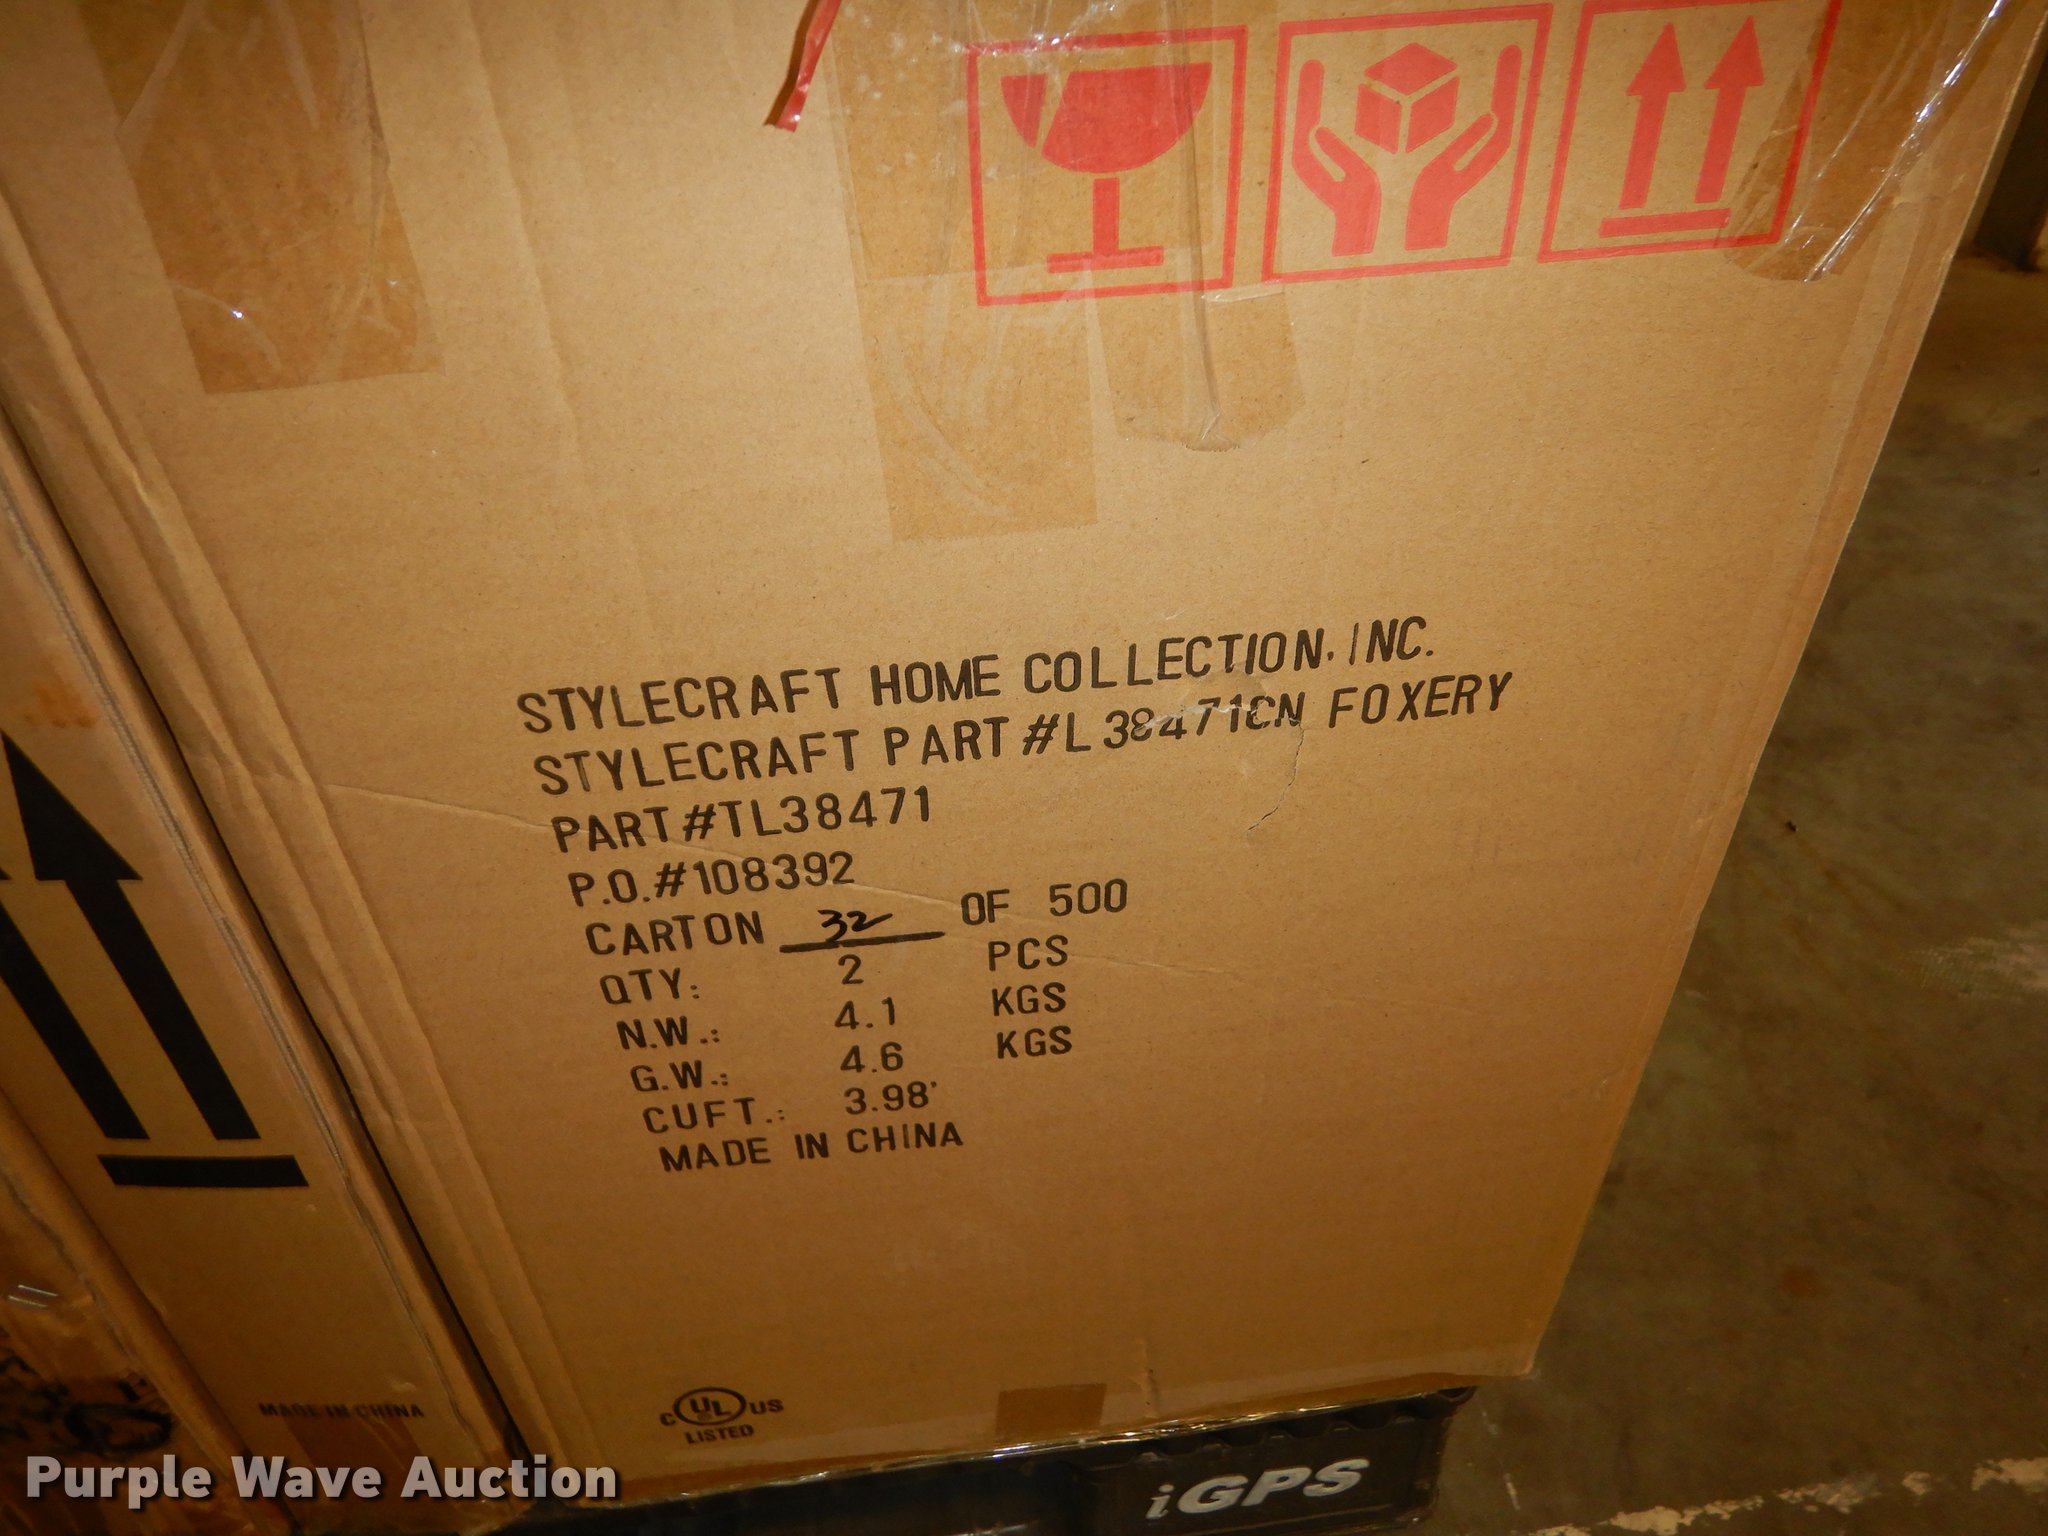 STYLECRAFT HOME COLLECTION, INC.
STYLECRAFT PART #L38471CN FOXERY
PART#TL38471
P.O.#108392
CARTON 32 OF 500
QTY: 2 PCS
N.W.: 4.1 KGS
G.W.: 4.6 KGS
CUFT.: 3.98'
MADE IN CHINA
MADE IN CHINA
C UL US
LISTED
Purple Wave Auction
iGPS